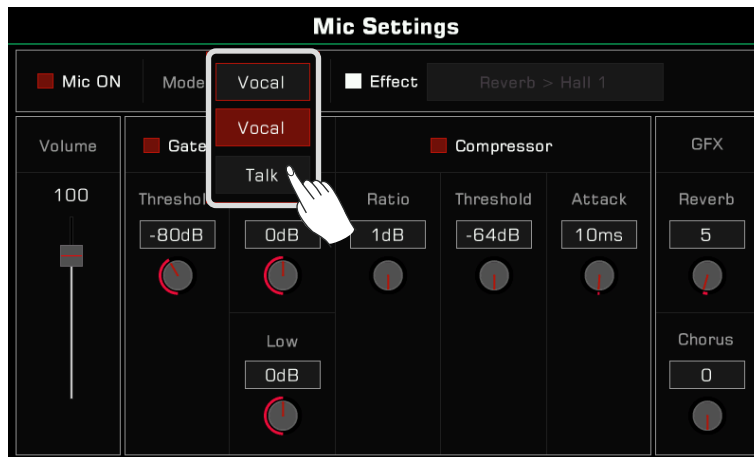 Mic Settings
Mic ON Mode Vocal Effect Reverb > Hall 1
Vocal
Talk
Volume Gate Compressor GFX
100 Threshol Ratio Threshold Attack Reverb
-80dB 0dB 1dB -64dB 10ms 5
Low Chorus
0dB 0